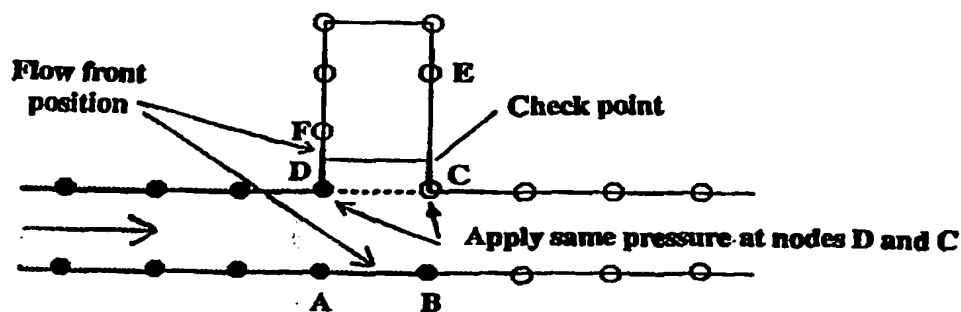 E
Flow front
position
Check point
F
D
C
Apply same pressure at nodes D and C
A
B